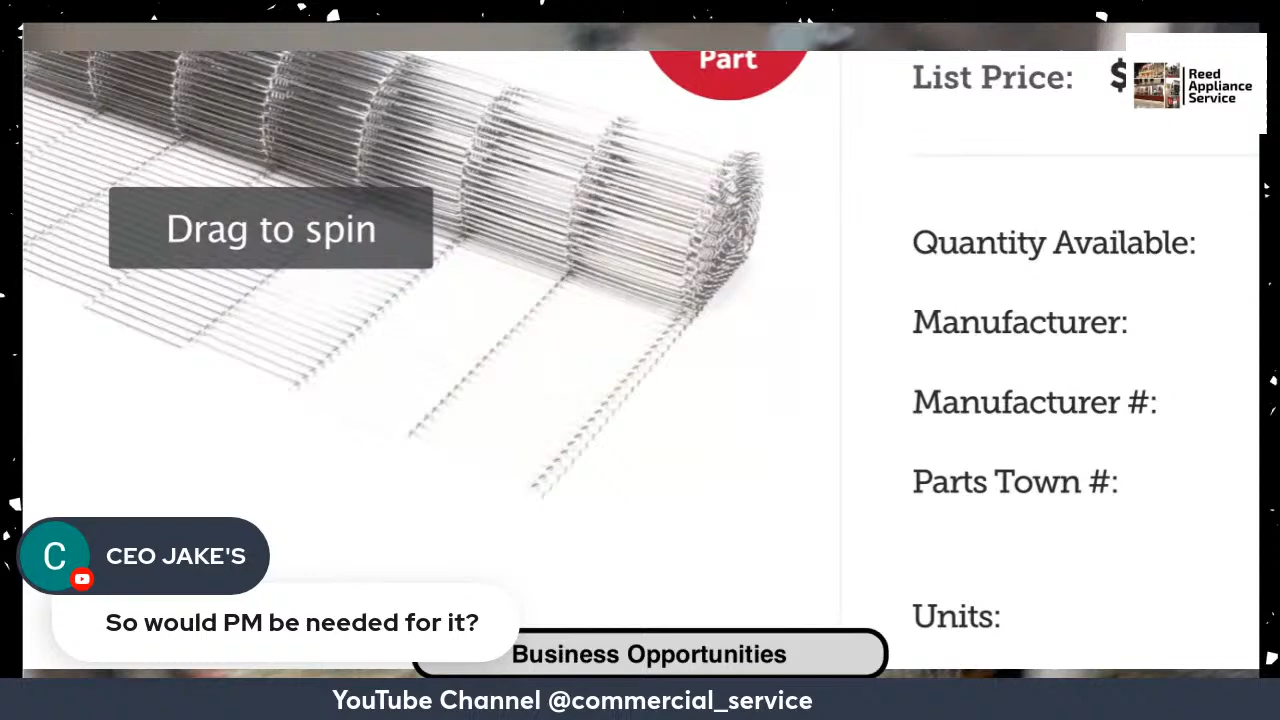 Part
List Price: $
Reed
Appliance
Service
Drag to spin
Quantity Available:
Manufacturer:
Manufacturer #:
Parts Town #:
Units:
C
CEO JAKE'S
So would PM be needed for it?
Business Opportunities
YouTube Channel @commercial_service